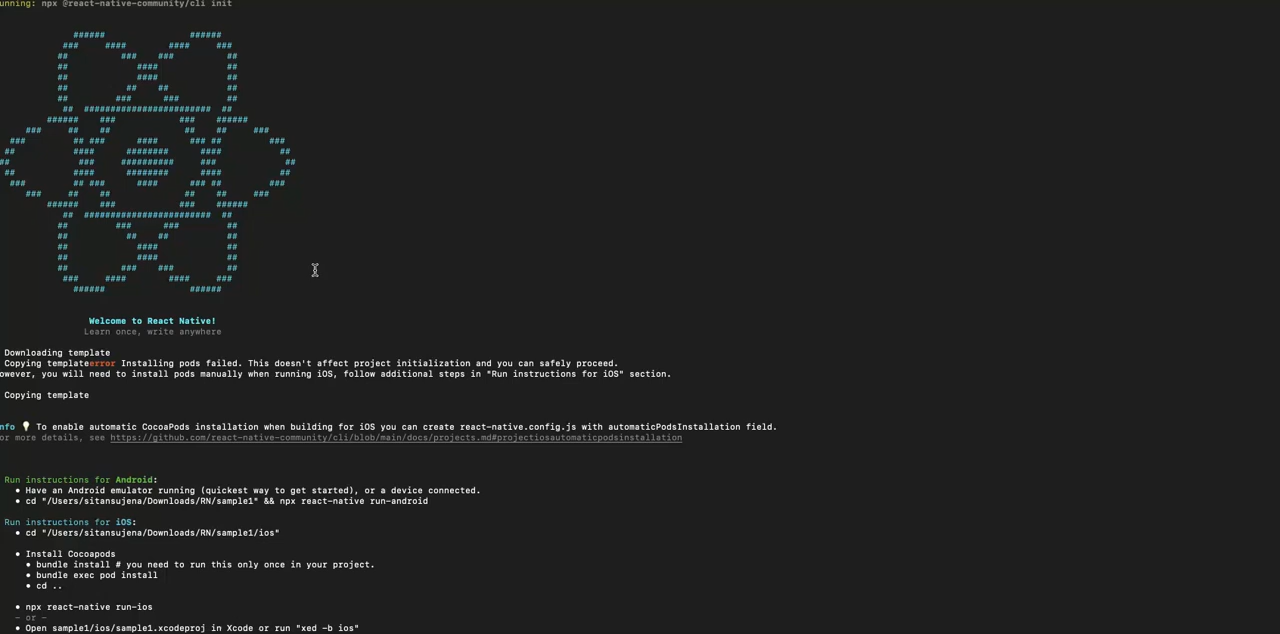 unning: npx @react-native-community/cli init
Welcome to React Native!
Learn once, write anywhere
Downloading template
Copying templateerror Installing pods failed. This doesn't affect project initialization and you can safely proceed.
owever, you will need to install pods manually when running iOS, follow additional steps in "Run instructions for iOS" section.
Copying template
nfo 💡 To enable automatic CocoaPods installation when building for iOS you can create react-native.config.js with automaticPodsInstallation field.
or more details, see https://github.com/react-native-community/cli/blob/main/docs/projects.md#projectiosautomaticpodsinstallation
Run instructions for Android:
• Have an Android emulator running (quickest way to get started), or a device connected.
• cd "/Users/sitansujena/Downloads/RN/sample1" && npx react-native run-android
Run instructions for iOS:
• cd "/Users/sitansujena/Downloads/RN/sample1/ios"
• Install Cocoapods
• bundle install # you need to run this only once in your project.
• bundle exec pod install
• cd ..
• npx react-native run-ios
- or -
• Open sample1/ios/sample1.xcodeproj in Xcode or run "xed -b ios"